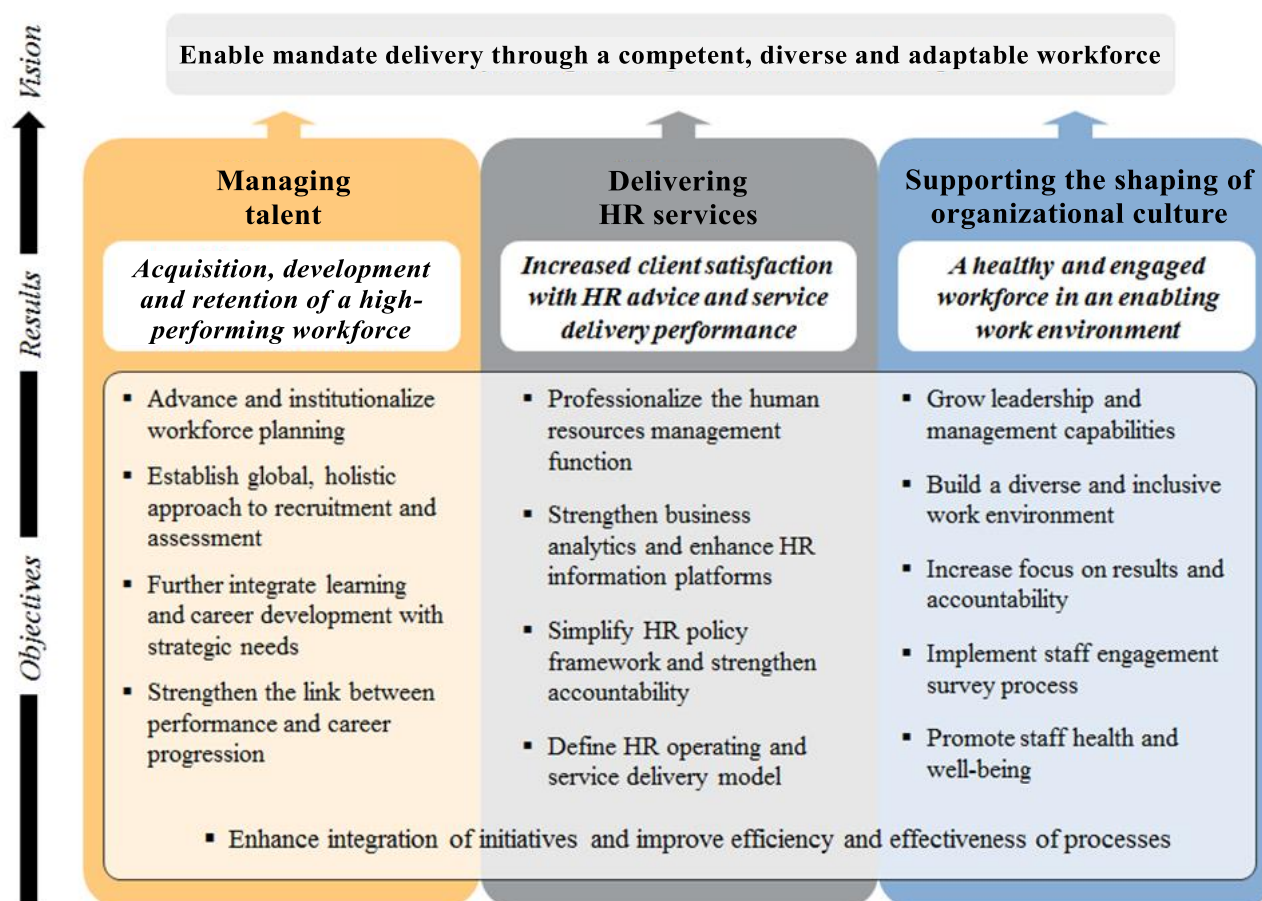 Vision
Enable mandate delivery through a competent, diverse and adaptable workforce
Managing
talent
Delivering
HR services
Supporting the shaping of
organizational culture
Results
Acquisition, development
and retention of a high-
performing workforce
Increased client satisfaction
with HR advice and service
delivery performance
A healthy and engaged
workforce in an enabling
work environment
Objectives
▪ Advance and institutionalize
workforce planning
▪ Establish global, holistic
approach to recruitment and
assessment
▪ Further integrate learning
and career development with
strategic needs
▪ Strengthen the link between
performance and career
progression
▪ Professionalize the human
resources management
function
▪ Strengthen business
analytics and enhance HR
information platforms
▪ Simplify HR policy
framework and strengthen
accountability
▪ Define HR operating and
service delivery model
▪ Grow leadership and
management capabilities
▪ Build a diverse and inclusive
work environment
▪ Increase focus on results and
accountability
▪ Implement staff engagement
survey process
▪ Promote staff health and
well-being
▪ Enhance integration of initiatives and improve efficiency and effectiveness of processes